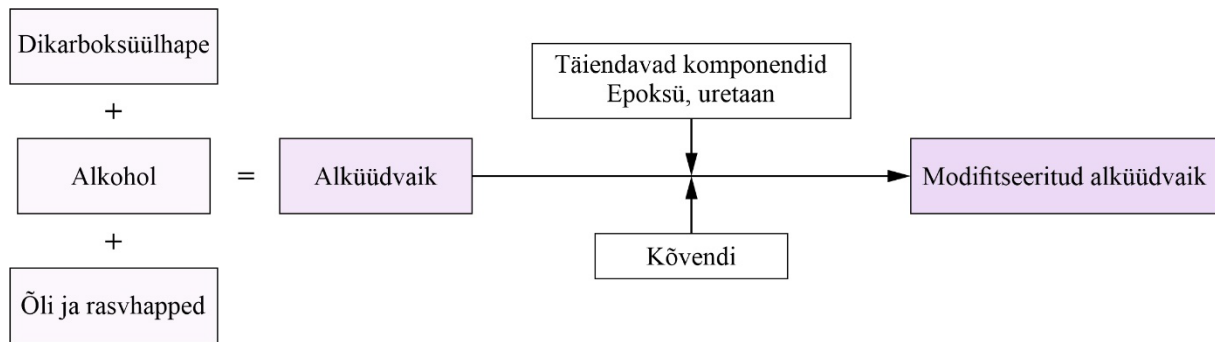 Dikarboksüülhape
+
Alkohol
+
Õli ja rasvhapped
=
Alküüdvaik
Täiendavad komponendid
Epoksü, uretaan
Kõvendi
Modifitseeritud alküüdvaik